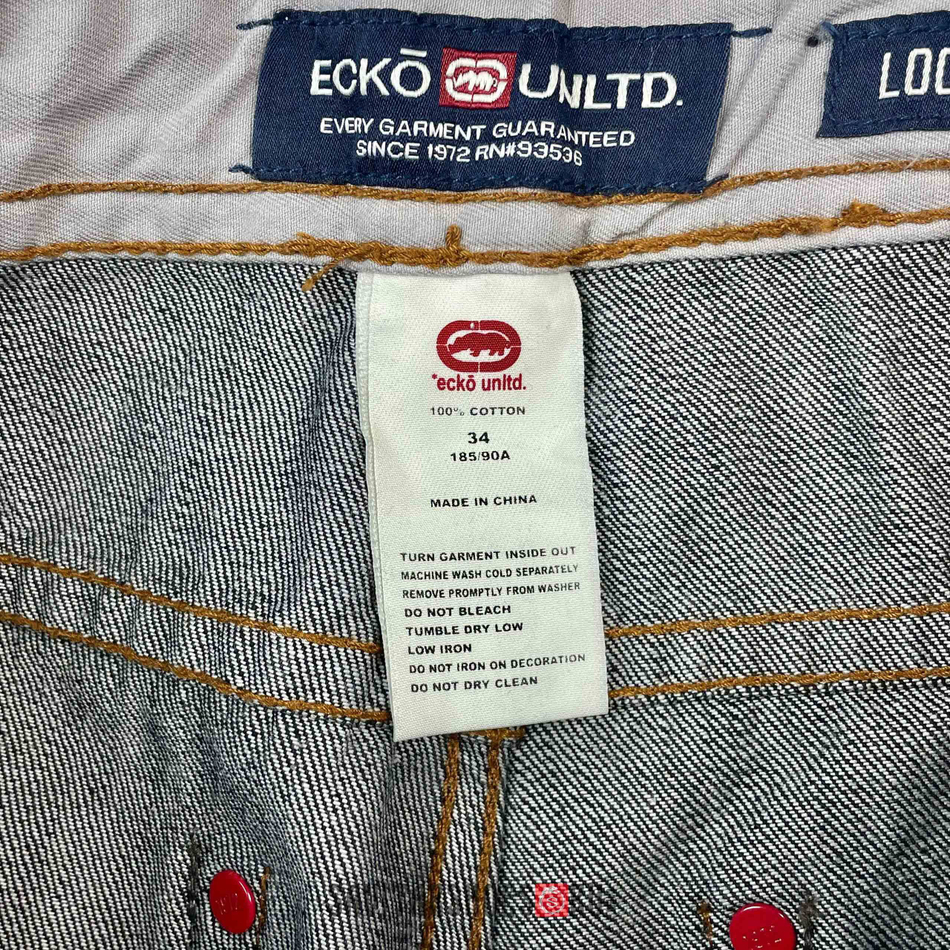 ECKŌ UNLTD.
EVERY GARMENT GUARANTEED
SINCE 1972 RN#93536
LOO
*eckō unltd.
100% COTTON
34
185/90A
MADE IN CHINA
TURN GARMENT INSIDE OUT
MACHINE WASH COLD SEPARATELY
REMOVE PROMPTLY FROM WASHER
DO NOT BLEACH
TUMBLE DRY LOW
LOW IRON
DO NOT IRON ON DECORATION
DO NOT DRY CLEAN